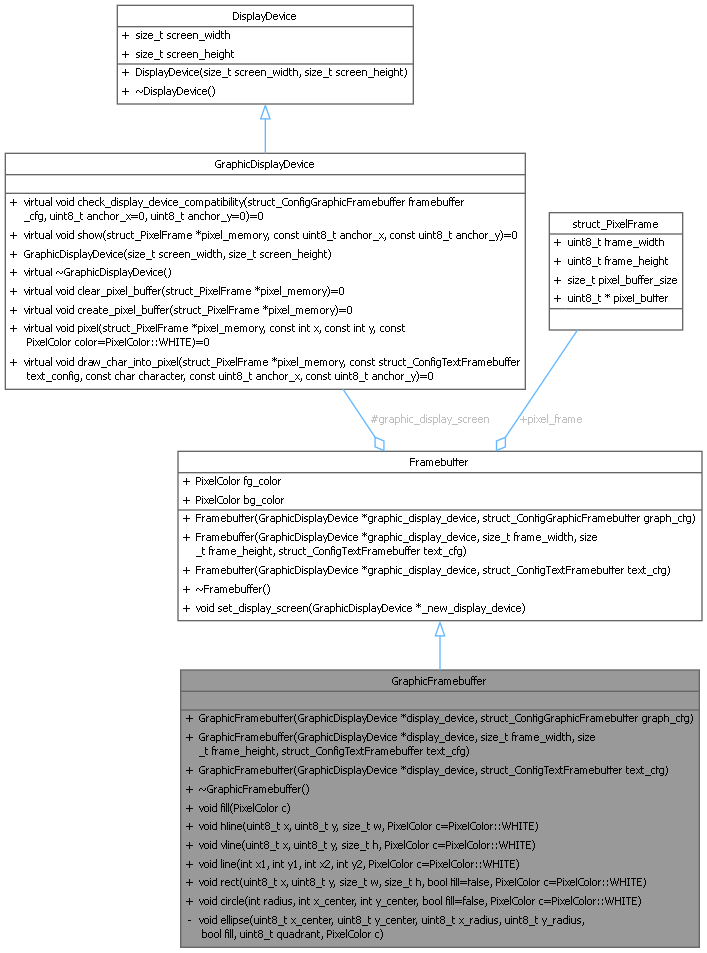 DisplayDevice
+ size_t screen_width
+ size_t screen_height
+ DisplayDevice(size_t screen_width, size_t screen_height)
+ ~DisplayDevice()
GraphicDisplayDevice
+ virtual void check_display_device_compatibility(struct_ConfigGraphicFramebuffer framebuffer
_cfg, uint8_t anchor_x=0, uint8_t anchor_y=0)=0
+ virtual void show(struct_PixelFrame *pixel_memory, const uint8_t anchor_x, const uint8_t anchor_y)=0
+ GraphicDisplayDevice(size_t screen_width, size_t screen_height)
+ virtual ~GraphicDisplayDevice()
+ virtual void clear_pixel_buffer(struct_PixelFrame *pixel_memory)=0
+ virtual void create_pixel_buffer(struct_PixelFrame *pixel_memory)=0
+ virtual void pixel(struct_PixelFrame *pixel_memory, const int x, const int y, const
PixelColor color=PixelColor::WHITE)=0
+ virtual void draw_char_into_pixel(struct_PixelFrame *pixel_memory, const struct_ConfigTextFramebuffer
text_config, const char character, const uint8_t anchor_x, const uint8_t anchor_y)=0
struct_PixelFrame
+ uint8_t frame_width
+ uint8_t frame_height
+ size_t pixel_buffer_size
+ uint8_t * pixel_buffer
#graphic_display_screen
+pixel_frame
Framebuffer
+ PixelColor fg_color
+ PixelColor bg_color
+ Framebuffer(GraphicDisplayDevice *graphic_display_device, struct_ConfigGraphicFramebuffer graph_cfg)
+ Framebuffer(GraphicDisplayDevice *graphic_display_device, size_t frame_width, size
_t frame_height, struct_ConfigTextFramebuffer text_cfg)
+ Framebuffer(GraphicDisplayDevice *graphic_display_device, struct_ConfigTextFramebuffer text_cfg)
+ ~Framebuffer()
+ void set_display_screen(GraphicDisplayDevice *_new_display_device)
GraphicFramebuffer
+ GraphicFramebuffer(GraphicDisplayDevice *display_device, struct_ConfigGraphicFramebuffer graph_cfg)
+ GraphicFramebuffer(GraphicDisplayDevice *display_device, size_t frame_width, size
_t frame_height, struct_ConfigTextFramebuffer text_cfg)
+ GraphicFramebuffer(GraphicDisplayDevice *display_device, struct_ConfigTextFramebuffer text_cfg)
+ ~GraphicFramebuffer()
+ void fill(PixelColor c)
+ void hline(uint8_t x, uint8_t y, size_t w, PixelColor c=PixelColor::WHITE)
+ void vline(uint8_t x, uint8_t y, size_t h, PixelColor c=PixelColor::WHITE)
+ void line(int x1, int y1, int x2, int y2, PixelColor c=PixelColor::WHITE)
+ void rect(uint8_t x, uint8_t y, size_t w, size_t h, bool fill=false, PixelColor c=PixelColor::WHITE)
+ void circle(int radius, int x_center, int y_center, bool fill=false, PixelColor c=PixelColor::WHITE)
- void ellipse(uint8_t x_center, uint8_t y_center, uint8_t x_radius, uint8_t y_radius,
bool fill, uint8_t quadrant, PixelColor c)